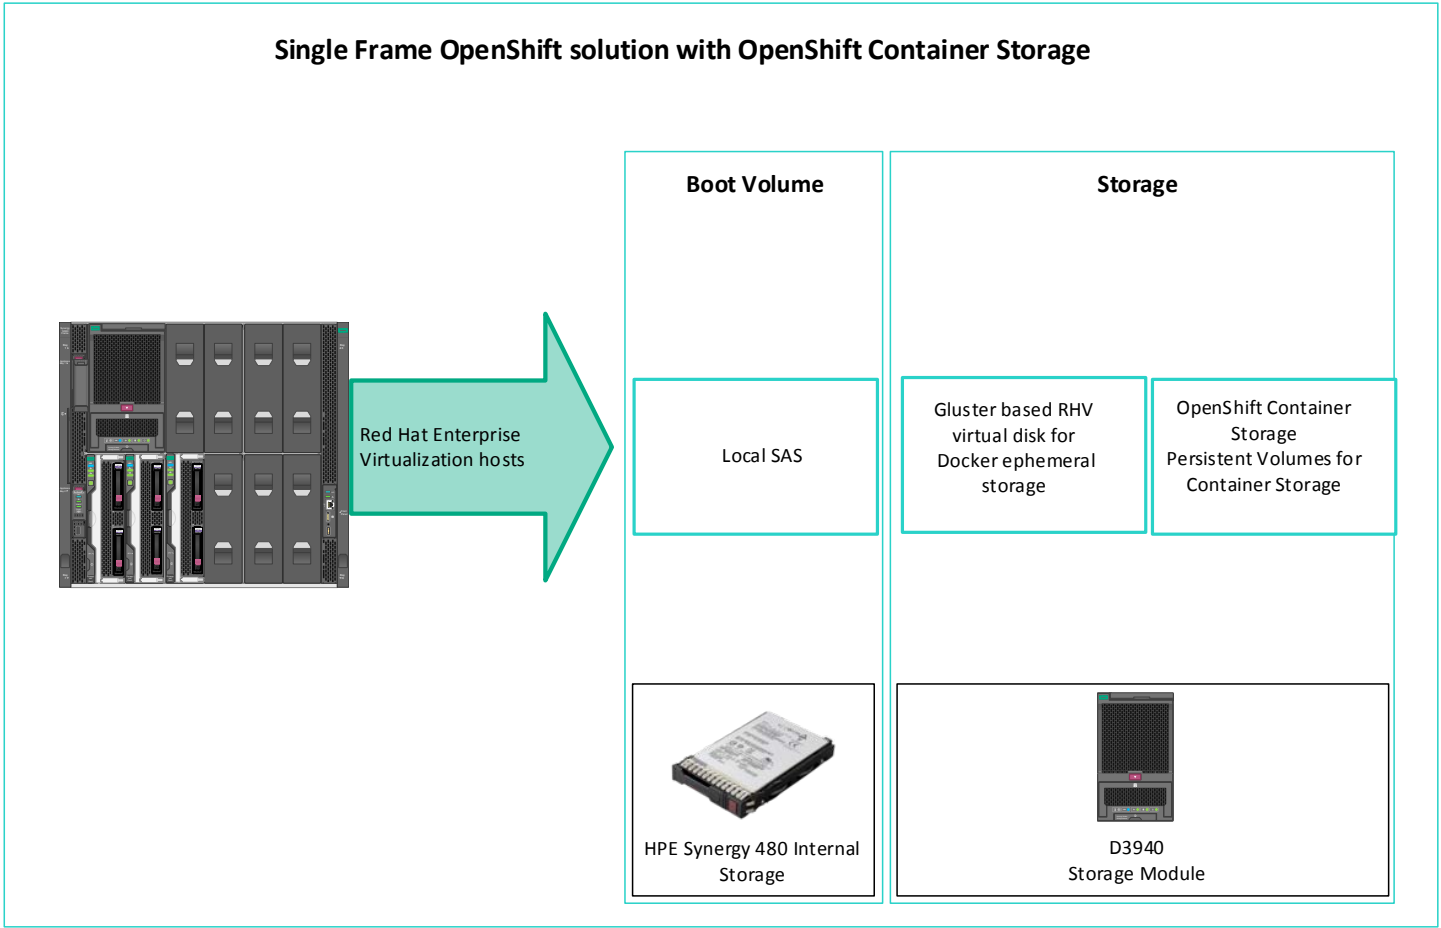 Single Frame OpenShift solution with OpenShift Container Storage
Boot Volume
Storage
Red Hat Enterprise
Virtualization hosts
Local SAS
Gluster based RHV
virtual disk for
Docker ephemeral
storage
OpenShift Container
Storage
Persistent Volumes for
Container Storage
HPE Synergy 480 Internal
Storage
D3940
Storage Module